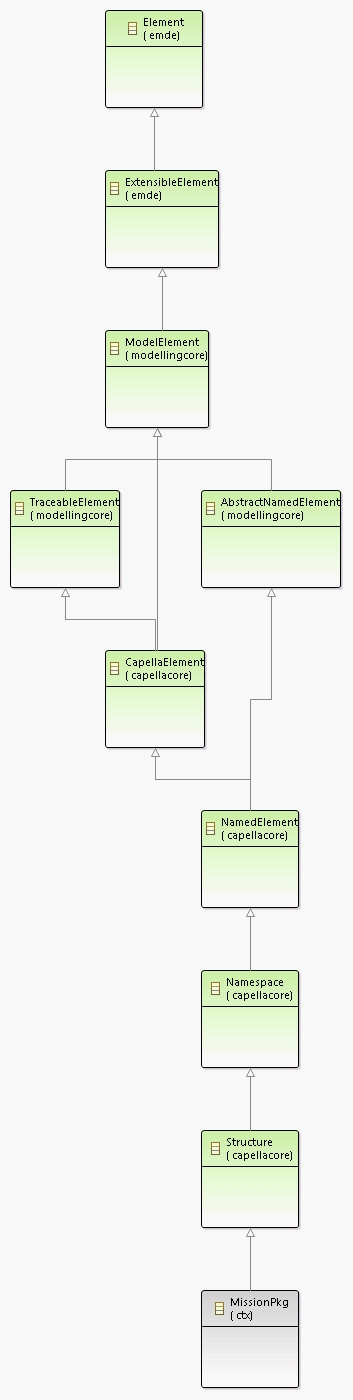 Element
( emde)
ExtensibleElement
( emde)
ModelElement
( modellingcore)
TraceableElement
( modellingcore)
AbstractNamedElement
( modellingcore)
CapellaElement
( capellacore)
NamedElement
( capellacore)
Namespace
( capellacore)
Structure
( capellacore)
MissionPkg
( ctx)